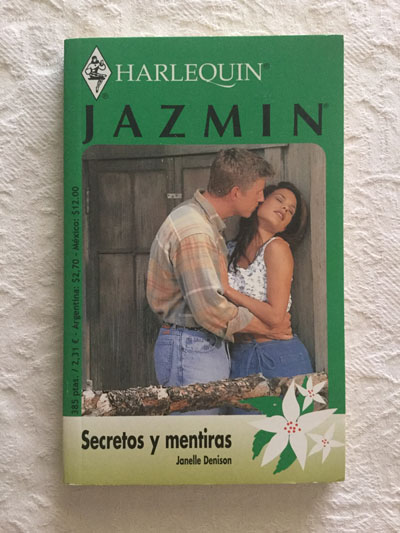 HARLEQUIN®
JAZMIN®
385 ptas. / 2,31 € - Argentina: $2,70 - México: $12.00
Secretos y mentiras
Janelle Denison